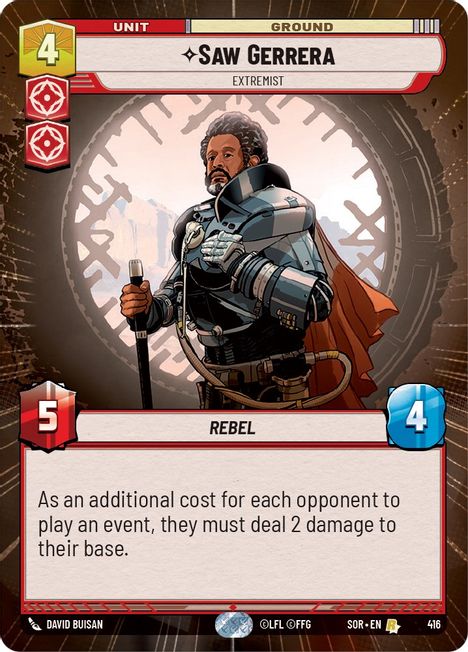 4
UNIT
GROUND
SAW GERRERA
EXTREMIST
5
REBEL
4
As an additional cost for each opponent to
play an event, they must deal 2 damage to
their base.
DAVID BUISAN
©LFL ©FFG
SOR•EN
R
416